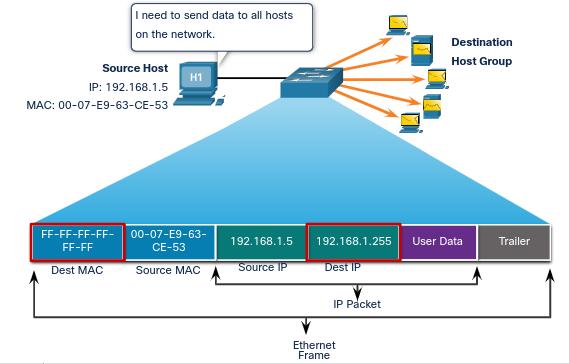 I need to send data to all hosts
on the network.
Destination
Host Group
Source Host
IP: 192.168.1.5
MAC: 00-07-E9-63-CE-53
H1
FF-FF-FF-FF-
FF-FF
00-07-E9-63-
CE-53
192.168.1.5
192.168.1.255
User Data
Trailer
Dest MAC
Source MAC
Source IP
Dest IP
IP Packet
Ethernet
Frame